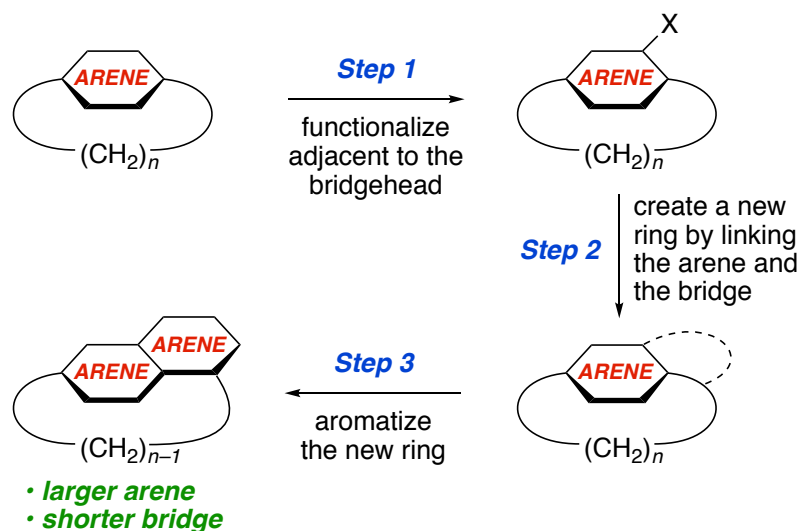 ARENE
(CH2)n
Step 1
functionalize
adjacent to the
bridgehead
X
ARENE
(CH2)n
Step 2
create a new
ring by linking
the arene and
the bridge
ARENE
(CH2)n
Step 3
aromatize
the new ring
ARENE
ARENE
(CH2)n–1
• larger arene
• shorter bridge